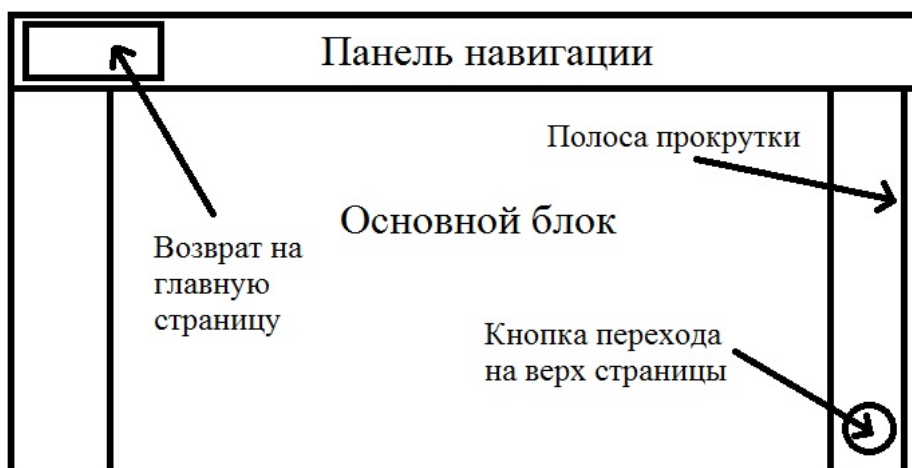 Панель навигации
Полоса прокрутки
Основной блок
Возврат на
главную
страницу
Кнопка перехода
на верх страницы